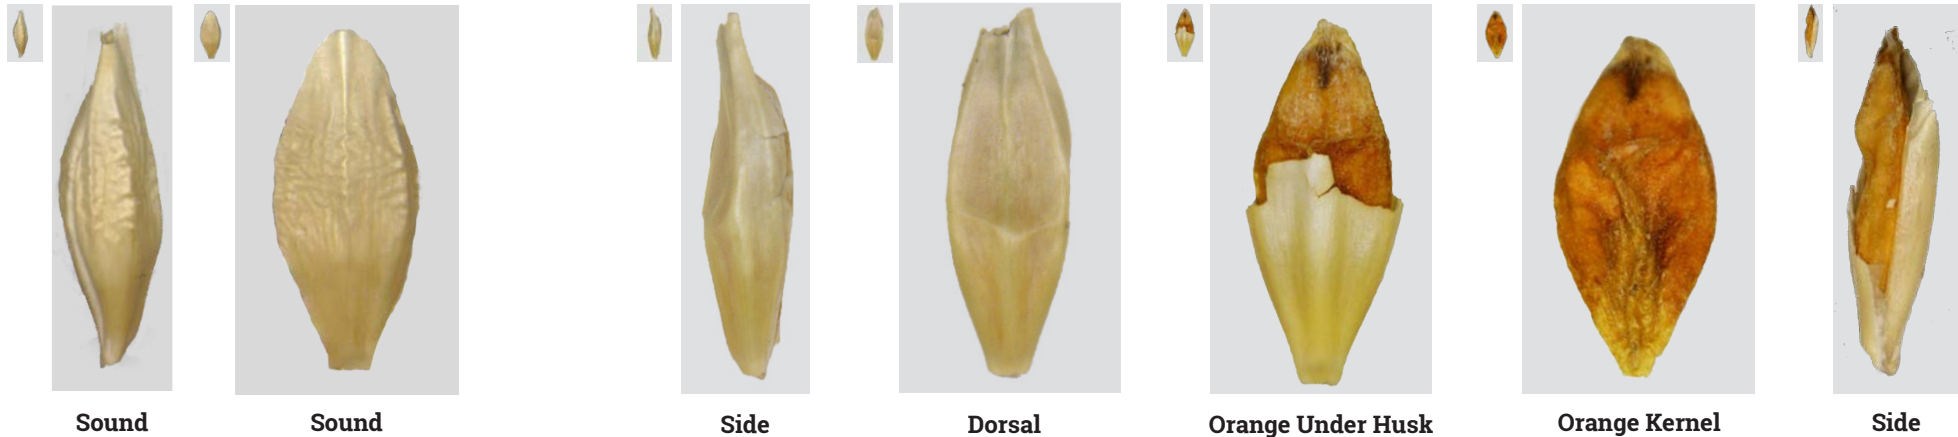 Sound
Sound
Side
Dorsal
Orange Under Husk
Orange Kernel
Side